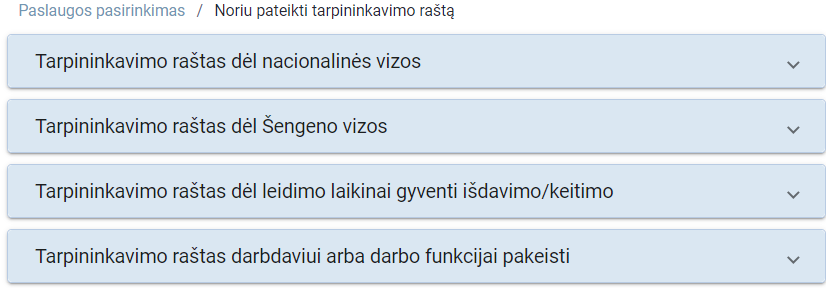 Paslaugos pasirinkimas / Noriu pateikti tarpininkavimo raštą
Tarpininkavimo raštas dėl nacionalinės vizos
Tarpininkavimo raštas dėl Šengeno vizos
Tarpininkavimo raštas dėl leidimo laikinai gyventi išdavimo/keitimo
Tarpininkavimo raštas darbdaviui arba darbo funkcijai pakeisti